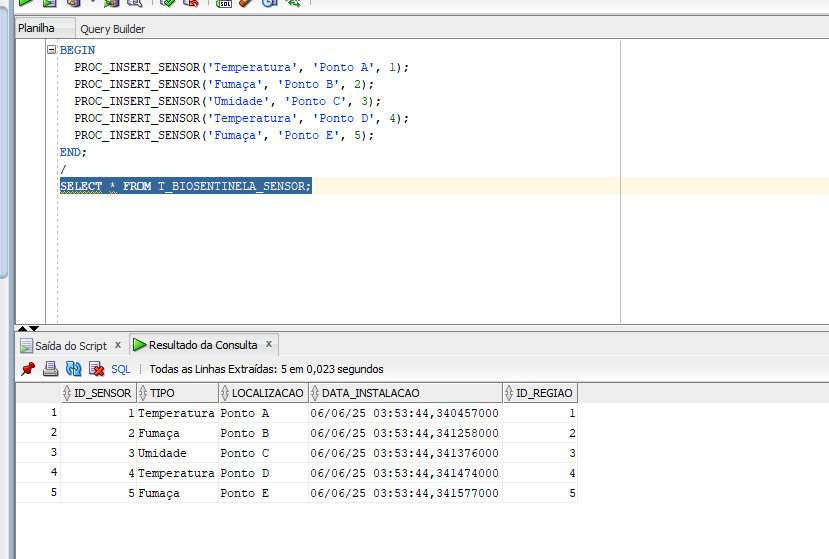 Planilha Query Builder
BEGIN
PROC_INSERT_SENSOR('Temperatura', 'Ponto A', 1);
PROC_INSERT_SENSOR('Fumaça', 'Ponto B', 2);
PROC_INSERT_SENSOR('Umidade', 'Ponto C', 3);
PROC_INSERT_SENSOR('Temperatura', 'Ponto D', 4);
PROC_INSERT_SENSOR('Fumaça', 'Ponto E', 5);
END;
/
SELECT * FROM T_BIOSENTINELA_SENSOR;
Saída do Script x Resultado da Consulta x
SQL | Todas as Linhas Extraídas: 5 em 0,023 segundos
ID_SENSOR TIPO LOCALIZACAO DATA_INSTALACAO ID_REGIAO
1 1 Temperatura Ponto A 06/06/25 03:53:44,340457000 1
2 2 Fumaça Ponto B 06/06/25 03:53:44,341258000 2
3 3 Umidade Ponto C 06/06/25 03:53:44,341376000 3
4 4 Temperatura Ponto D 06/06/25 03:53:44,341474000 4
5 5 Fumaça Ponto E 06/06/25 03:53:44,341577000 5